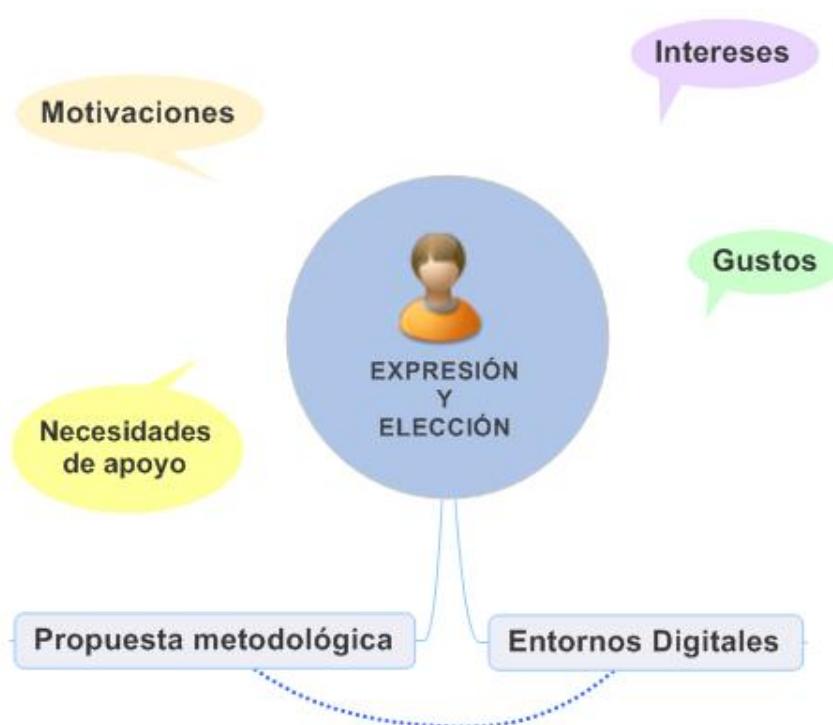 Intereses
Motivaciones
Gustos
EXPRESIÓN
Y
ELECCIÓN
Necesidades
de apoyo
Propuesta metodológica
Entornos Digitales